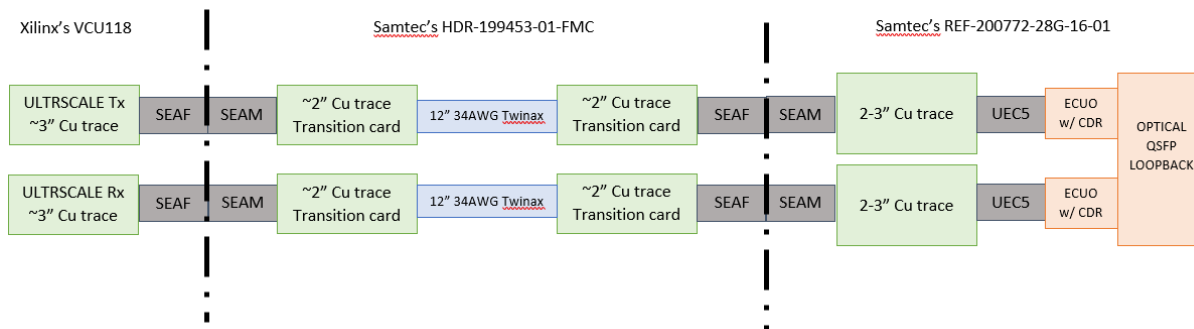 Xilinx's VCU118
Samtec's HDR-199453-01-FMC
Samtec's REF-200772-28G-16-01
ULTRSCALE Tx
~3" Cu trace
SEAF
SEAM
~2" Cu trace
Transition card
12" 34AWG Twinax
~2" Cu trace
Transition card
SEAF
SEAM
2-3" Cu trace
UEC5
ECUO
w/ CDR
OPTICAL
QSFP
LOOPBACK
ULTRSCALE Rx
~3" Cu trace
SEAF
SEAM
~2" Cu trace
Transition card
12" 34AWG Twinax
~2" Cu trace
Transition card
SEAF
SEAM
2-3" Cu trace
UEC5
ECUO
w/ CDR